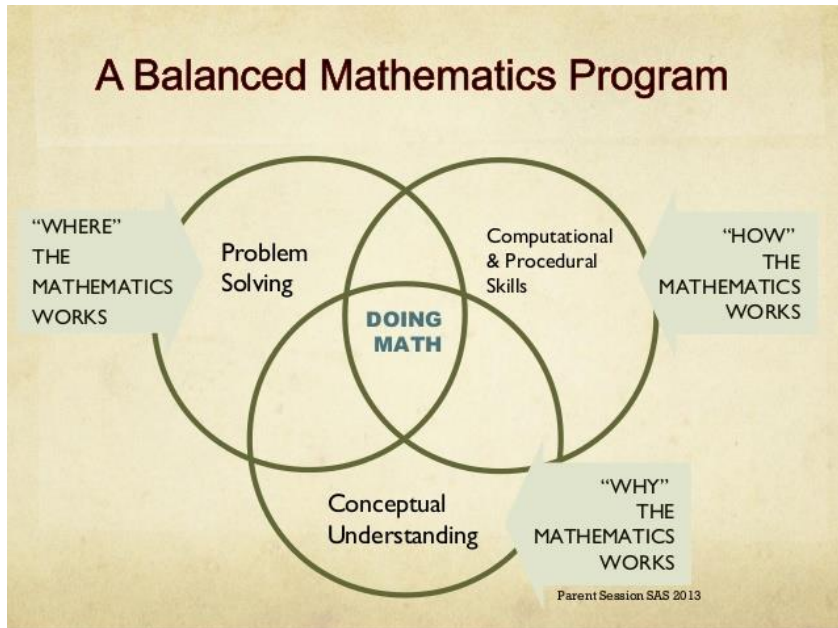 A Balanced Mathematics Program
“WHERE”
THE
MATHEMATICS
WORKS
Problem
Solving
Computational
& Procedural
Skills
“HOW”
THE
MATHEMATICS
WORKS
DOING
MATH
Conceptual
Understanding
“WHY”
THE
MATHEMATICS
WORKS
Parent Session SAS 2013